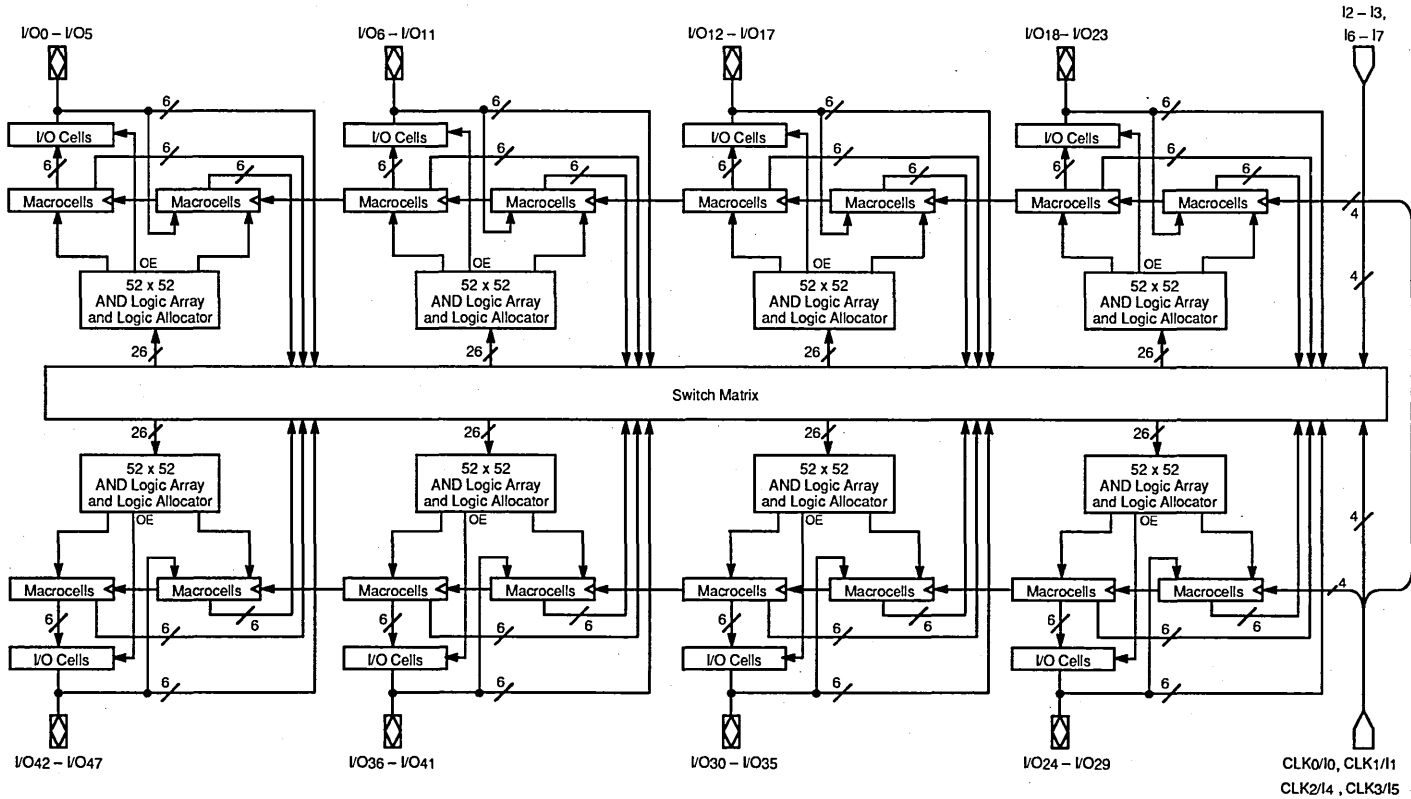 I/O0 – I/O5
I/O6 – I/O11
I/O12 – I/O17
I/O18 – I/O23
I2 – I3,
I6 – I7
6
6
6
6
I/O Cells
I/O Cells
I/O Cells
I/O Cells
6
6
6
6
6
6
6
6
6
6
6
6
Macrocells
Macrocells
Macrocells
Macrocells
Macrocells
Macrocells
Macrocells
Macrocells
4
OE
OE
OE
OE
4
52 x 52
AND Logic Array
and Logic Allocator
52 x 52
AND Logic Array
and Logic Allocator
52 x 52
AND Logic Array
and Logic Allocator
52 x 52
AND Logic Array
and Logic Allocator
26
26
26
26
Switch Matrix
26
26
26
26
52 x 52
AND Logic Array
and Logic Allocator
52 x 52
AND Logic Array
and Logic Allocator
52 x 52
AND Logic Array
and Logic Allocator
52 x 52
AND Logic Array
and Logic Allocator
OE
OE
OE
OE
4
Macrocells
Macrocells
Macrocells
Macrocells
Macrocells
Macrocells
Macrocells
Macrocells
4
6
6
6
6
6
6
6
6
6
6
6
6
I/O Cells
I/O Cells
I/O Cells
I/O Cells
6
6
6
6
I/O42 – I/O47
I/O36 – I/O41
I/O30 – I/O35
I/O24 – I/O29
CLK0/I0, CLK1/I1
CLK2/I4 , CLK3/I5